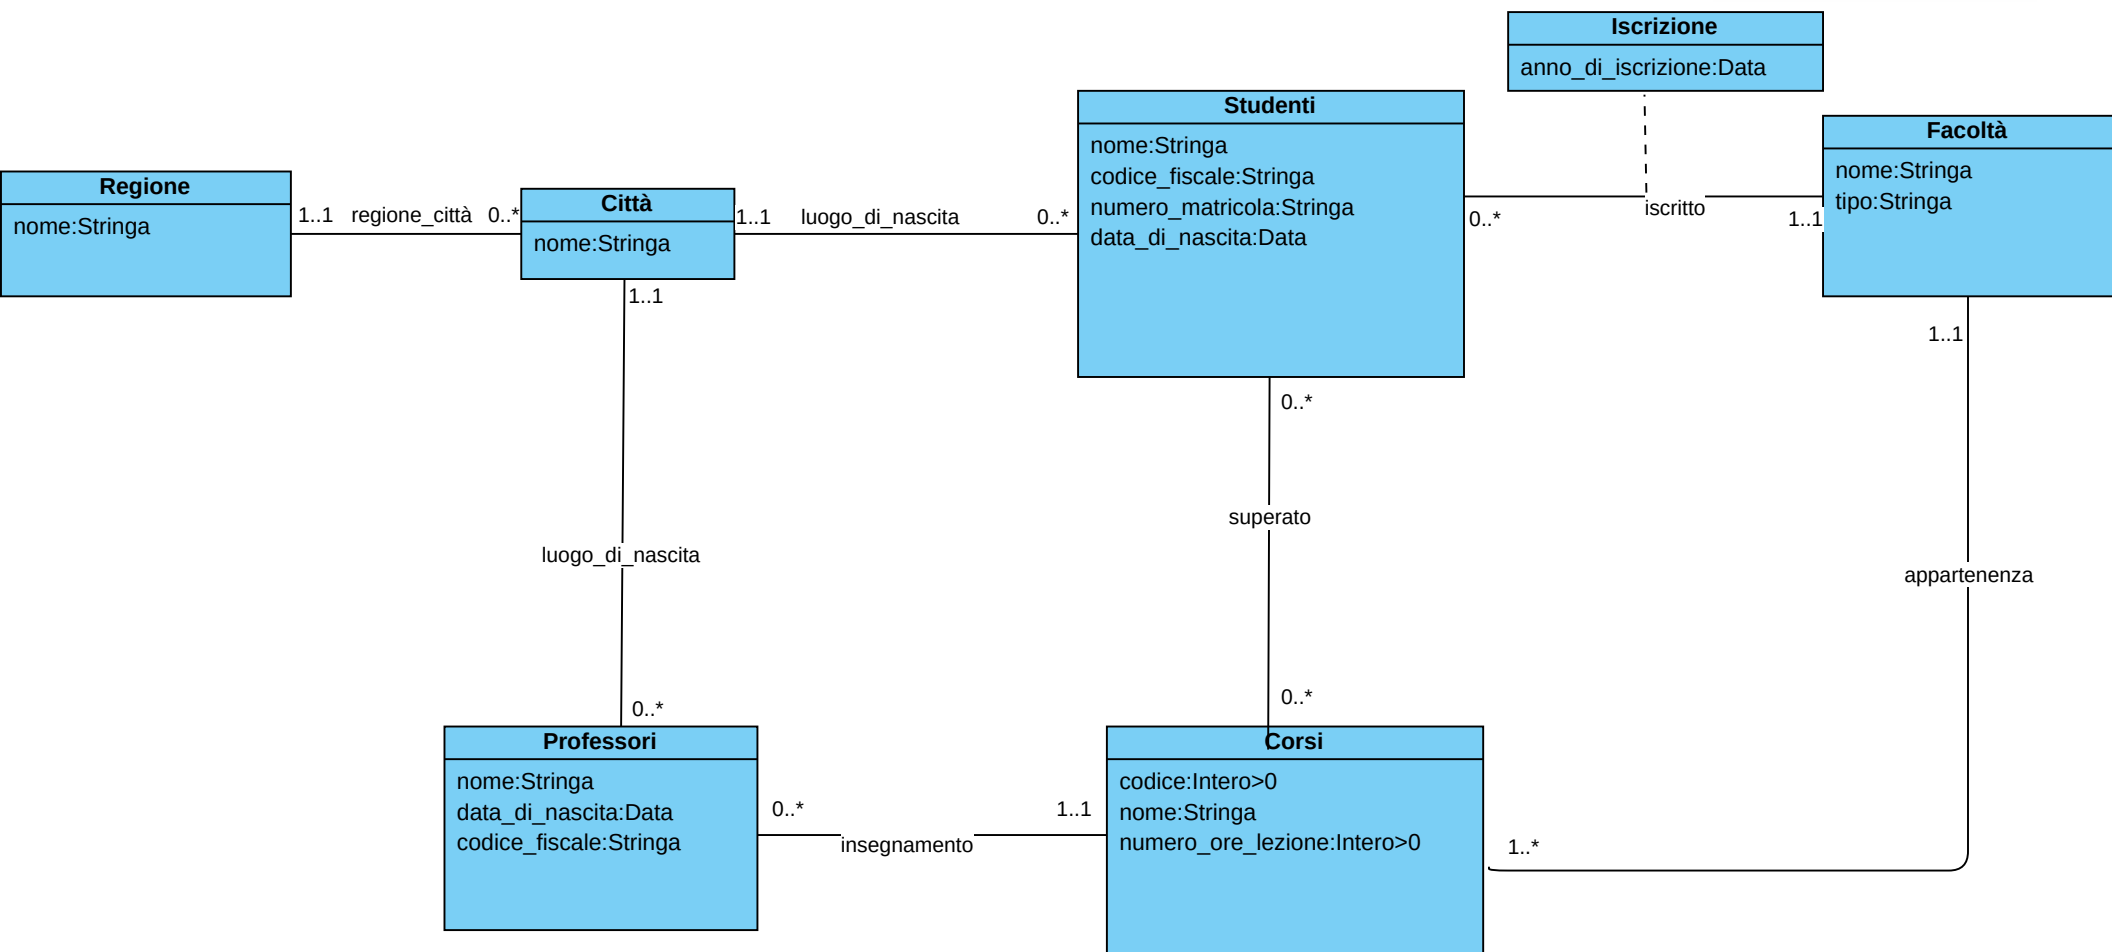 Iscrizione
anno_di_iscrizione:Data
Studenti
nome:Stringa
codice_fiscale:Stringa
numero_matricola:Stringa
data_di_nascita:Data
Facoltà
nome:Stringa
tipo:Stringa
Regione
nome:Stringa
1..1 regione_città 0..*
Città
nome:Stringa
1..1 luogo_di_nascita 0..*
0..* iscritto 1..1
1..1
1..1
0..*
superato
luogo_di_nascita
appartenenza
0..*
0..*
Professori
nome:Stringa
data_di_nascita:Data
codice_fiscale:Stringa
0..* insegnamento 1..1
Corsi
codice:Intero>0
nome:Stringa
numero_ore_lezione:Intero>0
1..*